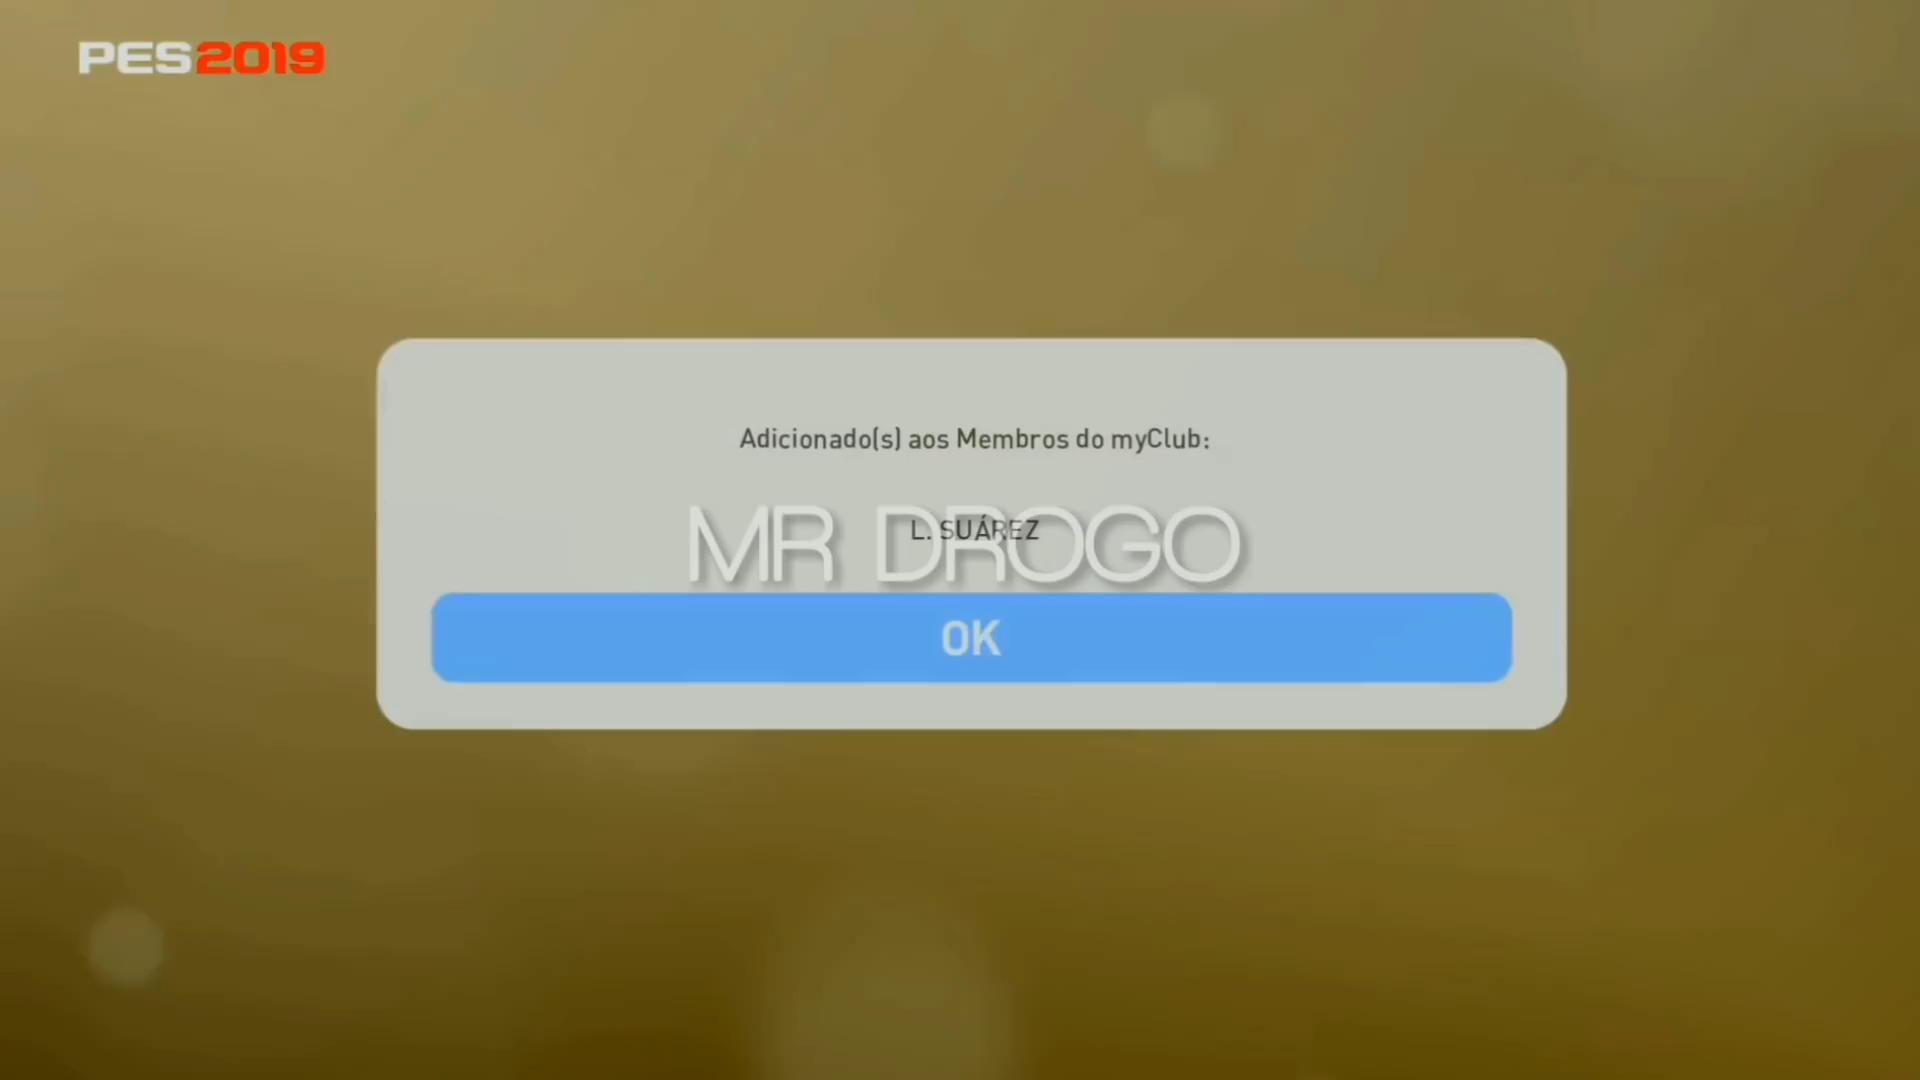 PES2019
Adicionado(s) aos Membros do myClub:
L. SUÁREZ
MR DROGO
OK